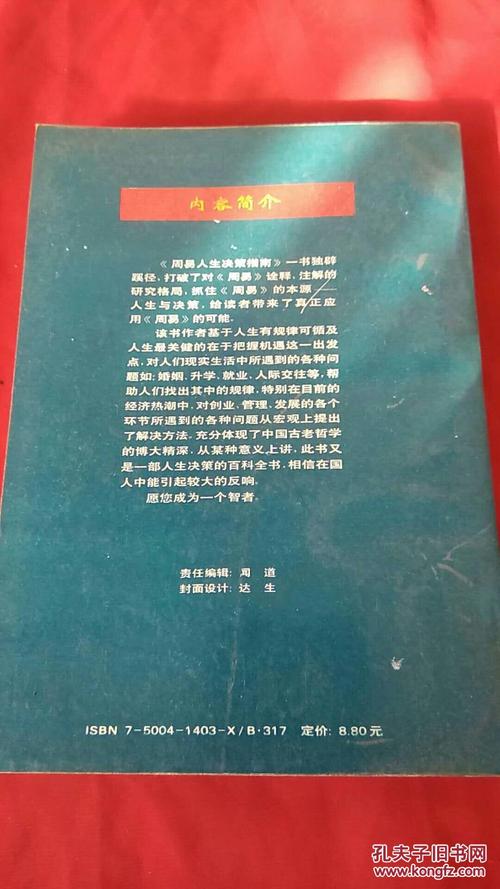 内容简介
《周易人生决策指南》一书独辟
蹊径，打破了对《周易》诠释，注解的
研究格局，抓住《周易》的本源——
人生与决策，给读者带来了真正应
用《周易》的可能。
该书作者基于人生有规律可循及
人生最关健的在于把握机遇这一出发
点，对人们现实生活中所遇到的各种问
题如：婚姻、升学、就业、人际交往等，帮
助人们找出其中的规律，特别在目前的
经济热潮中，对创业、管理、发展的各个
环节所遇到的各种问题从宏观上提出
了解决方法。充分体现了中国古老哲学
的博大精深，从某种意义上讲，此书又
是一部人生决策的百科全书，相信在国
人中能引起较大的反响。
愿您成为一个智者。
责任编辑：闻 道
封面设计：达 生
ISBN 7-5004-1403-X/B·317 定价：8.80元
孔夫子旧书网
www.kongfz.com